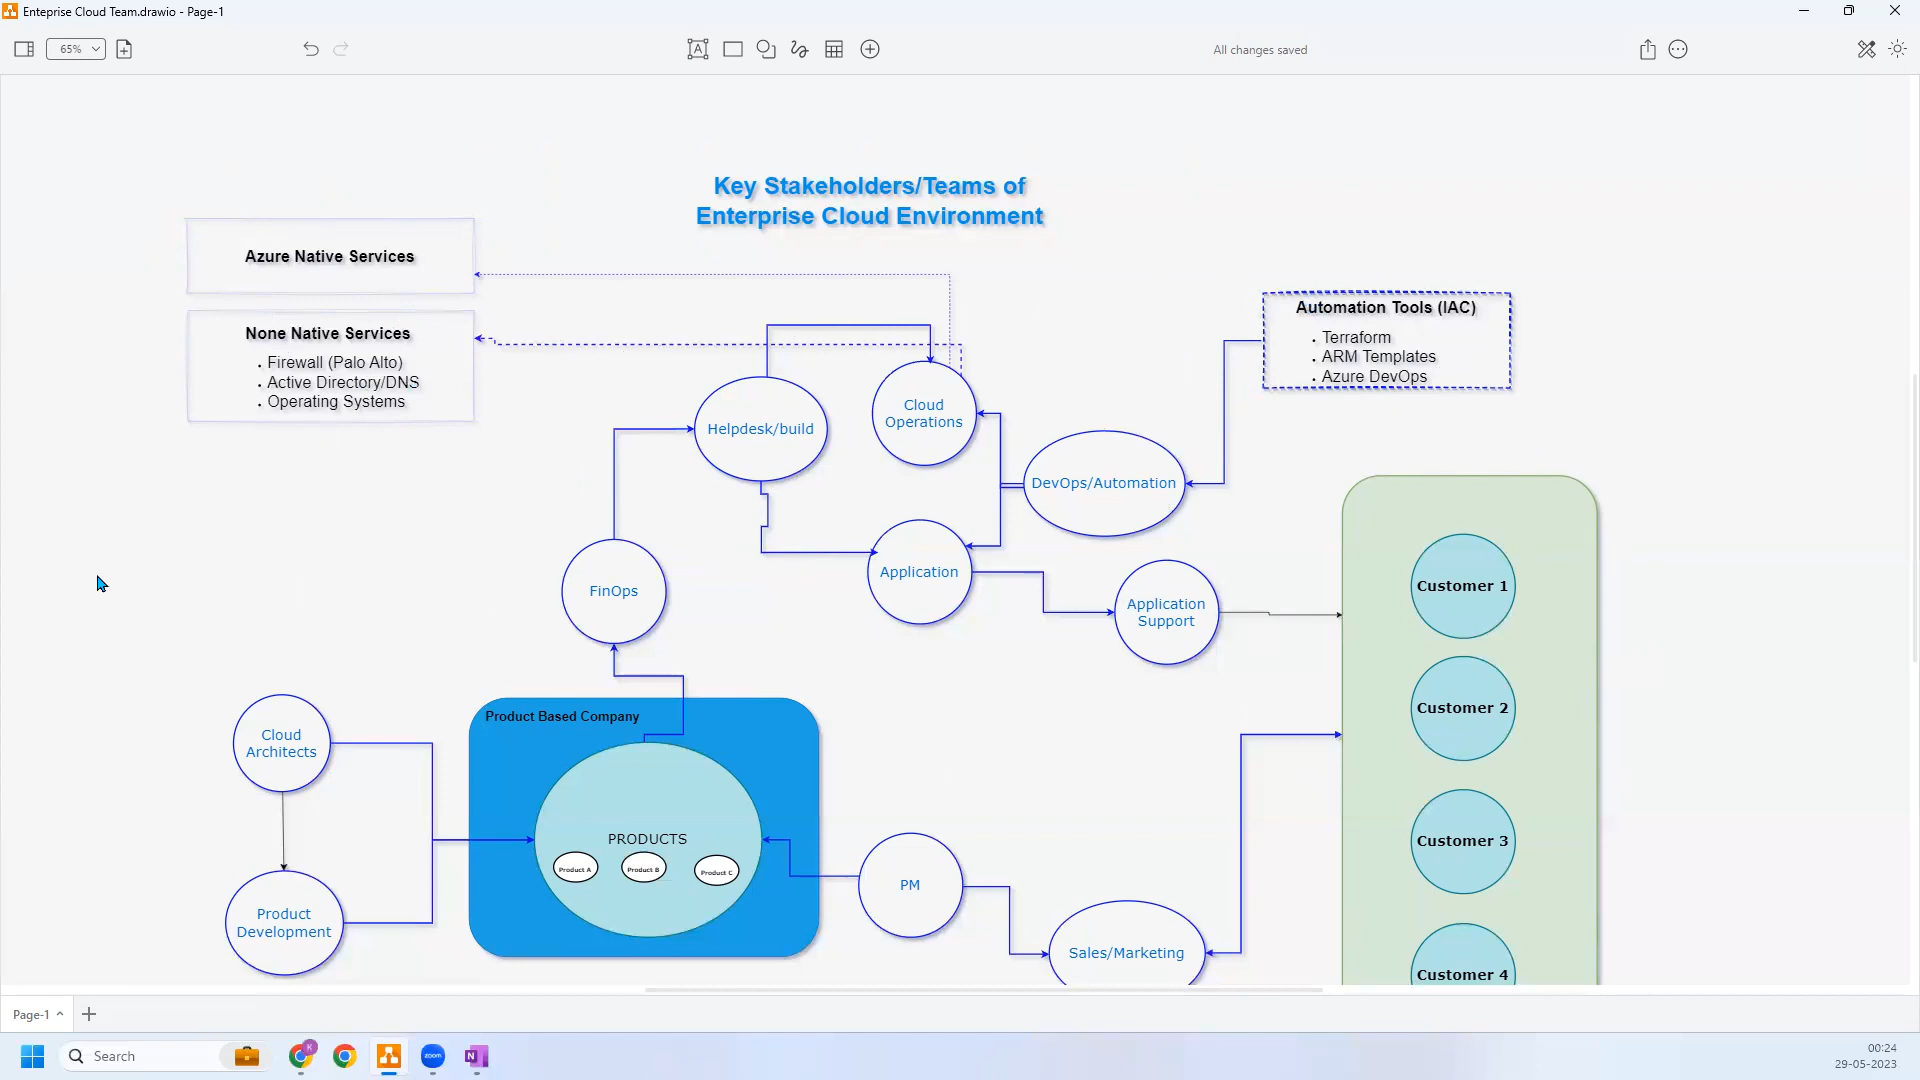 Enteprise Cloud Team.drawio - Page-1
65%
All changes saved
Key Stakeholders/Teams of
Enterprise Cloud Environment
Azure Native Services
None Native Services
• Firewall (Palo Alto)
• Active Directory/DNS
• Operating Systems
Automation Tools (IAC)
• Terraform
• ARM Templates
• Azure DevOps
Helpdesk/build
Cloud
Operations
DevOps/Automation
FinOps
Application
Application
Support
Customer 1
Customer 2
Customer 3
Customer 4
Cloud
Architects
Product
Development
Product Based Company
PRODUCTS
Product A
Product B
Product C
PM
Sales/Marketing
Page-1
Search
K
zoom
N
00:24
29-05-2023